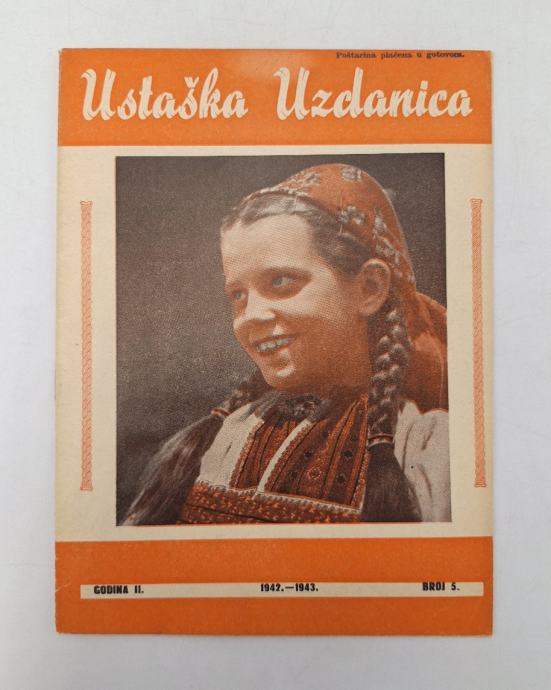 Poštarina plaćena u gotovom.
Ustaška Uzdanica
GODINA II. 1942.—1943. BROJ 5.